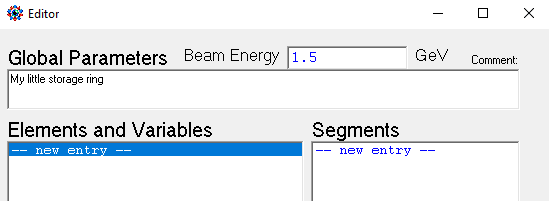 Editor
Global Parameters Beam Energy 1.5 GeV Comment:
My little storage ring
Elements and Variables Segments
-- new entry -- -- new entry --